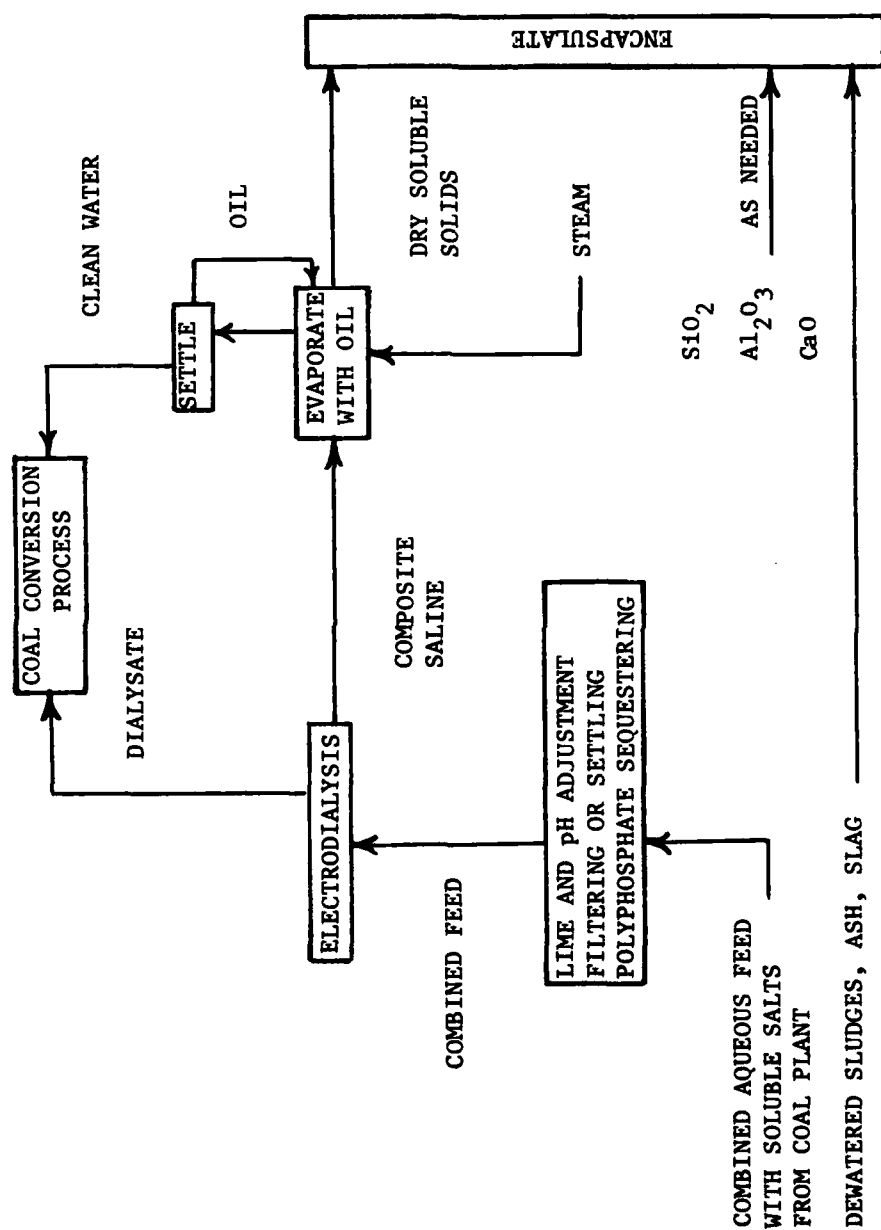 COAL CONVERSION
PROCESS
CLEAN WATER
DIALYSATE
SETTLE
OIL
ELECTRODIALYSIS
COMPOSITE
SALINE
EVAPORATE
WITH OIL
DRY SOLUBLE
SOLIDS
ENCAPSULATE
COMBINED FEED
STEAM
LIME AND pH ADJUSTMENT
FILTERING OR SETTLING
POLYPHOSPHATE SEQUESTERING
SiO2
Al2O3
CaO
AS NEEDED
COMBINED AQUEOUS FEED
WITH SOLUBLE SALTS
FROM COAL PLANT
DEWATERED SLUDGES, ASH, SLAG